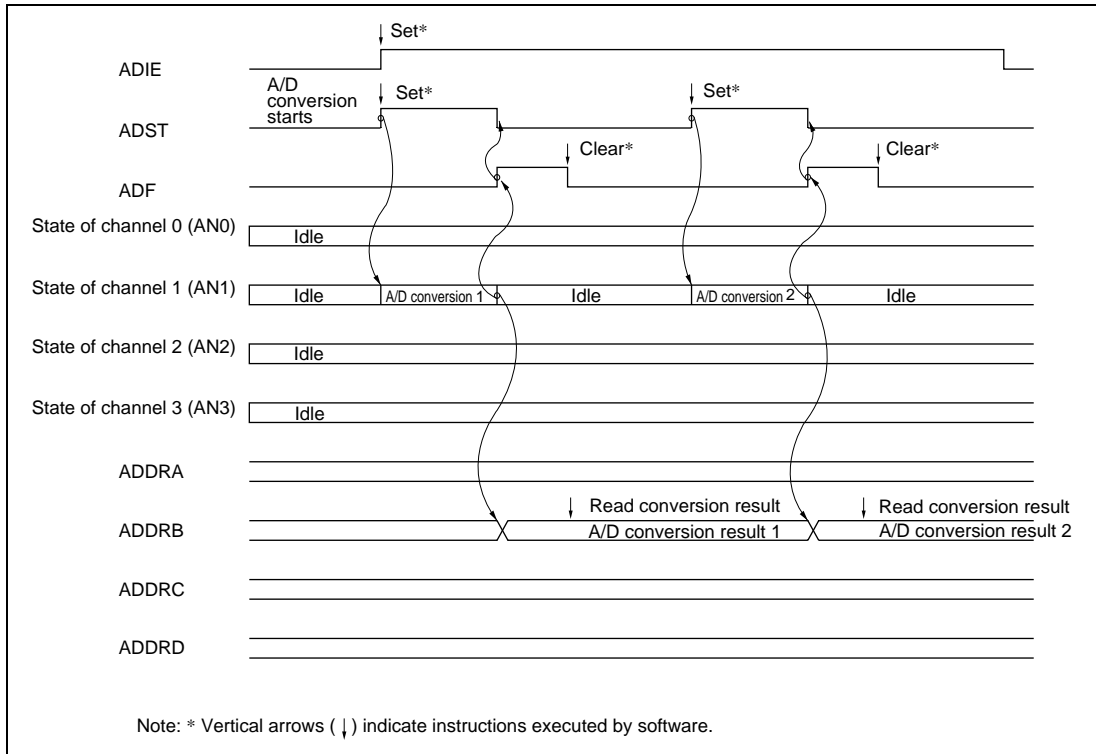 Set*
ADIE
A/D
conversion
starts
Set*
Set*
ADST
Clear*
Clear*
ADF
State of channel 0 (AN0)
Idle
State of channel 1 (AN1)
Idle
A/D conversion 1
Idle
A/D conversion 2
Idle
State of channel 2 (AN2)
Idle
State of channel 3 (AN3)
Idle
ADDRA
Read conversion result
Read conversion result
ADDRB
A/D conversion result 1
A/D conversion result 2
ADDRC
ADDRD
Note: * Vertical arrows (↓) indicate instructions executed by software.